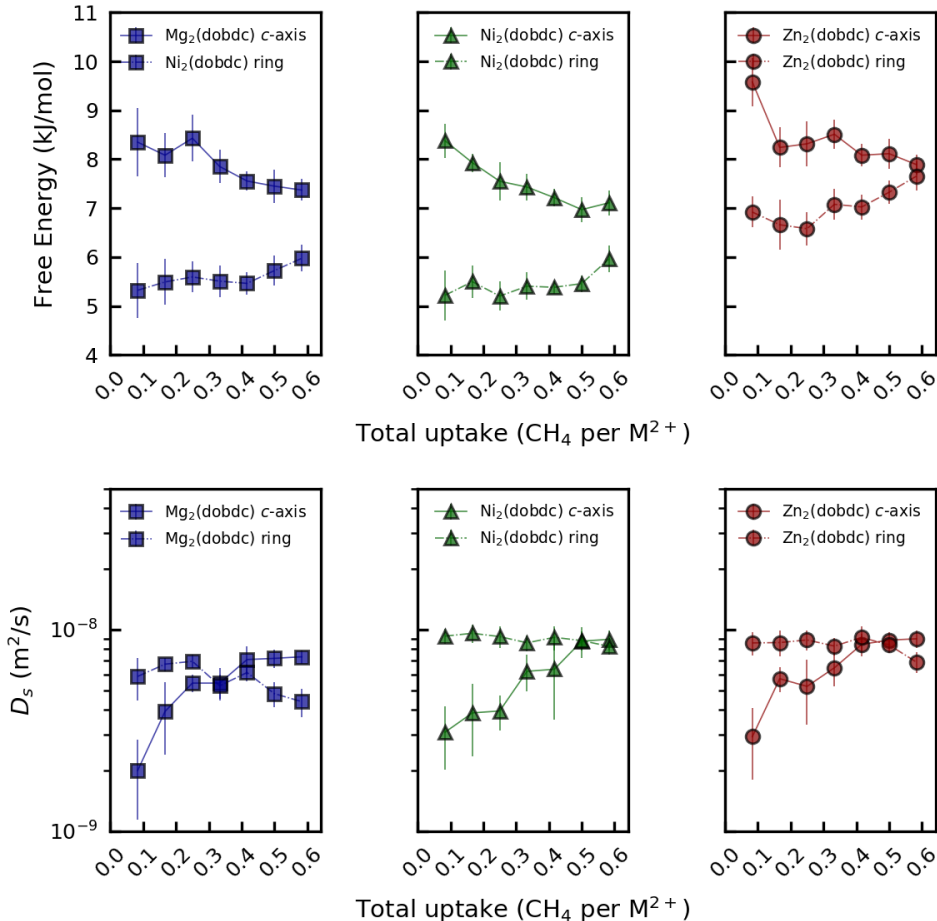 Free Energy (kJ/mol)
11
10
9
8
7
6
5
4
Mg₂(dobdc) c-axis
Ni₂(dobdc) ring
0.0 0.1 0.2 0.3 0.4 0.5 0.6
Ni₂(dobdc) c-axis
Ni₂(dobdc) ring
0.0 0.1 0.2 0.3 0.4 0.5 0.6
Zn₂(dobdc) c-axis
Zn₂(dobdc) ring
0.0 0.1 0.2 0.3 0.4 0.5 0.6
Total uptake (CH₄ per M²⁺)
Dₛ (m²/s)
10⁻⁸
10⁻⁹
Mg₂(dobdc) c-axis
Mg₂(dobdc) ring
0.0 0.1 0.2 0.3 0.4 0.5 0.6
Ni₂(dobdc) c-axis
Ni₂(dobdc) ring
0.0 0.1 0.2 0.3 0.4 0.5 0.6
Zn₂(dobdc) c-axis
Zn₂(dobdc) ring
0.0 0.1 0.2 0.3 0.4 0.5 0.6
Total uptake (CH₄ per M²⁺)